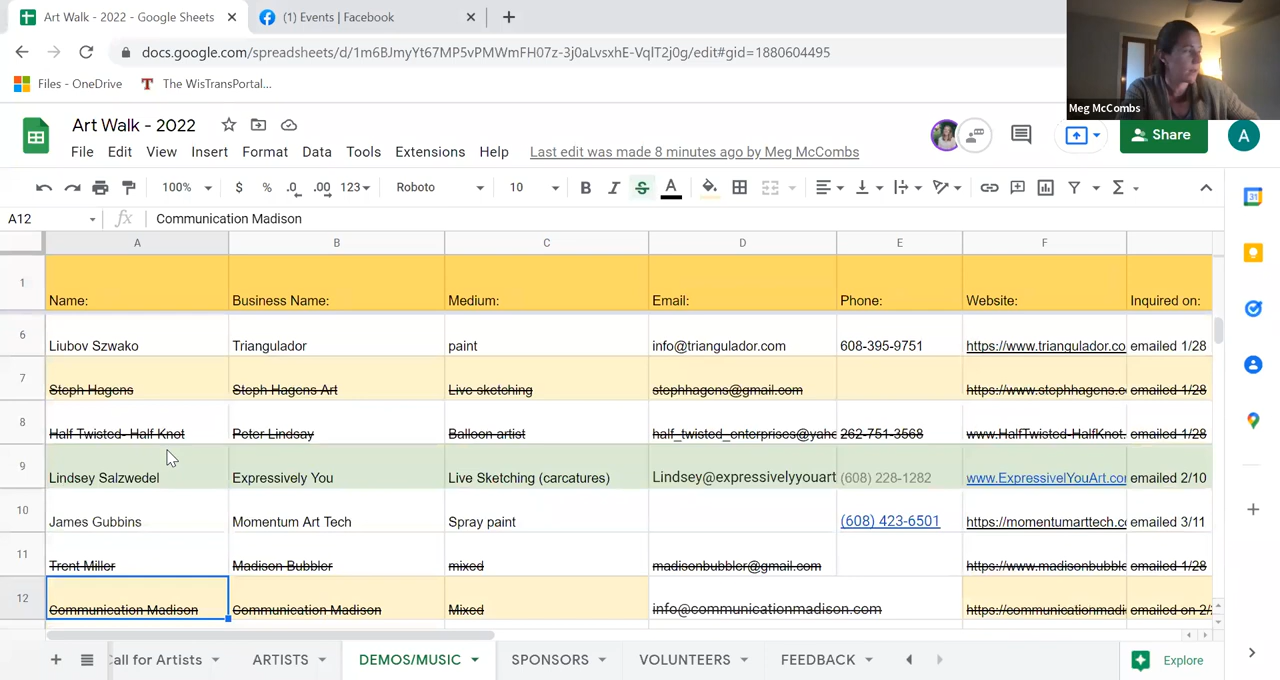 Art Walk - 2022 - Google Sheets
(1) Events | Facebook
docs.google.com/spreadsheets/d/1m6BJmyYt67MP5vPMWmFH07z-3j0aLvsxhE-VqlT2j0g/edit#gid=1880604495
Files - OneDrive
The WisTransPortal...
Meg McCombs
Art Walk - 2022
File Edit View Insert Format Data Tools Extensions Help Last edit was made 8 minutes ago by Meg McCombs
Share
A
100% $ % .0 .00 123 Roboto 10 B I S A
A12 fx Communication Madison
A B C D E F
1 Name: Business Name: Medium: Email: Phone: Website: Inquired on:
6 Liubov Szwako Triangulador paint info@triangulador.com 608-395-9751 https://www.triangulador.co emailed 1/28
7 Steph Hagens Steph Hagens Art Live sketching stephhagens@gmail.com https://www.stephhagens.c emailed 1/28
8 Half Twisted- Half Knot Peter Lindsay Balloon artist half_twisted_enterprises@yaho 262-751-3568 www.HalfTwisted-HalfKnot. emailed 1/28
9 Lindsey Salzwedel Expressively You Live Sketching (carcatures) Lindsey@expressivelyyouart (608) 228-1282 www.ExpressivelYouArt.con emailed 2/10
10 James Gubbins Momentum Art Tech Spray paint (608) 423-6501 https://momentumarttech.c emailed 3/11
11 Trent Miller Madison Bubbler mixed madisonbubbler@gmail.com https://www.madisonbubble emailed 1/28
12 Communication Madison Communication Madison Mixed info@communicationmadison.com https://communicationmadi emailed on 2/2
Call for Artists ARTISTS DEMOS/MUSIC SPONSORS VOLUNTEERS FEEDBACK Explore